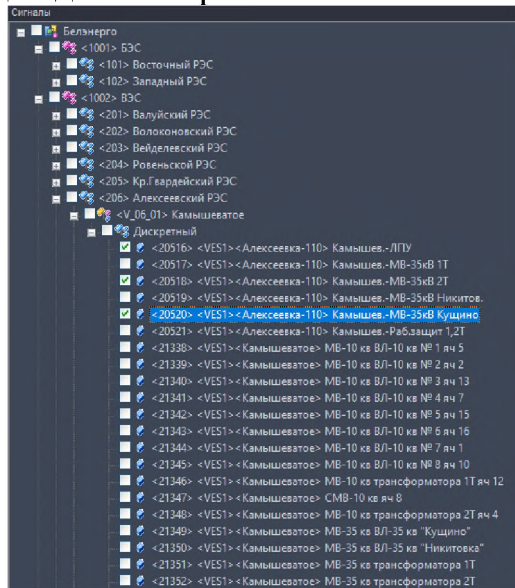 Сигналы
Белэнерго
<1001> БЭС
<101> Восточный РЭС
<102> Западный РЭС
<1002> ВЭС
<201> Валуйский РЭС
<202> Волоконовский РЭС
<203> Вейделевский РЭС
<204> Ровеньской РЭС
<205> Кр.Гвардейский РЭС
<206> Алексеевский РЭС
<V_06_01> Камышеватое
Дискретный
<20516> <VES1><Алексеевка-110> Камышев.-ЛПУ
<20517> <VES1><Алексеевка-110> Камышев.-МВ-35кВ 1Т
<20518> <VES1><Алексеевка-110> Камышев.-МВ-35кВ 2Т
<20519> <VES1><Алексеевка-110> Камышев.-МВ-35кВ Никитов.
<20520> <VES1><Алексеевка-110> Камышев.-МВ-35кВ Кущино
<20521> <VES1><Алексеевка-110> Камышев.-Раб.защит 1,2Т
<21338> <VES1><Камышеватое> МВ-10 кв ВЛ-10 кв № 1 яч 5
<21339> <VES1><Камышеватое> МВ-10 кв ВЛ-10 кв № 2 яч 2
<21340> <VES1><Камышеватое> МВ-10 кв ВЛ-10 кв № 3 яч 13
<21341> <VES1><Камышеватое> МВ-10 кв ВЛ-10 кв № 4 яч 7
<21342> <VES1><Камышеватое> МВ-10 кв ВЛ-10 кв № 5 яч 15
<21343> <VES1><Камышеватое> МВ-10 кв ВЛ-10 кв № 6 яч 16
<21344> <VES1><Камышеватое> МВ-10 кв ВЛ-10 кв № 7 яч 1
<21345> <VES1><Камышеватое> МВ-10 кв ВЛ-10 кв № 8 яч 10
<21346> <VES1><Камышеватое> МВ-10 кв трансформатора 1Т яч 12
<21347> <VES1><Камышеватое> СМВ-10 кв яч 8
<21348> <VES1><Камышеватое> МВ-10 кв трансформатора 2Т яч 4
<21349> <VES1><Камышеватое> МВ-35 кв ВЛ-35 кв "Кущино"
<21350> <VES1><Камышеватое> МВ-35 кв ВЛ-35 кв "Никитовка"
<21351> <VES1><Камышеватое> МВ-35 кв трансформатора 1Т
<21352> <VES1><Камышеватое> МВ-35 кв трансформатора 2Т